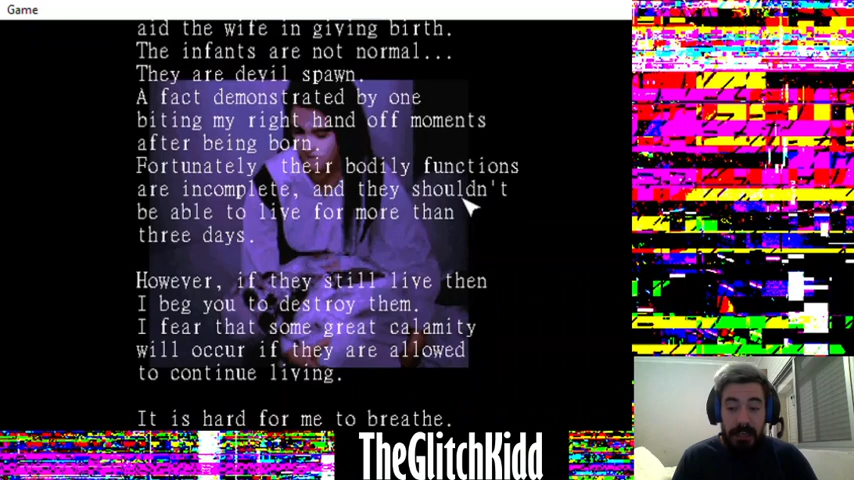 Game
aid the wife in giving birth.
The infants are not normal...
They are devil spawn.
A fact demonstrated by one
biting my right hand off moments
after being born.
Fortunately  their bodily functions
are incomplete, and they shouldn't
be able to live for more than
three days.
However, if they still live then
I beg you to destroy them.
I fear that some great calamity
will occur if they are allowed
to continue living.
It is hard for me to breathe.
TheGlitchKidd